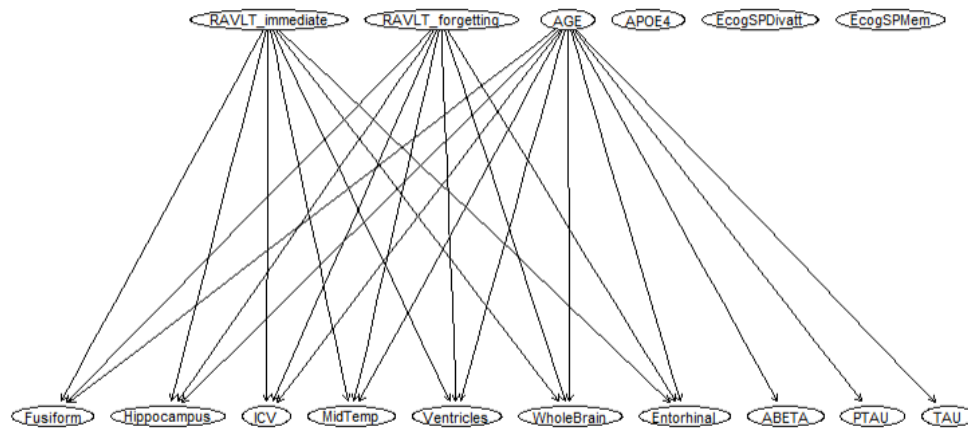 RAVLT_immediate RAVLT_forgetting AGE APOE4 EcogSPDivatt EcogSPMem
Fusiform Hippocampus ICV MidTemp Ventricles WholeBrain Entorhinal ABETA PTAU TAU